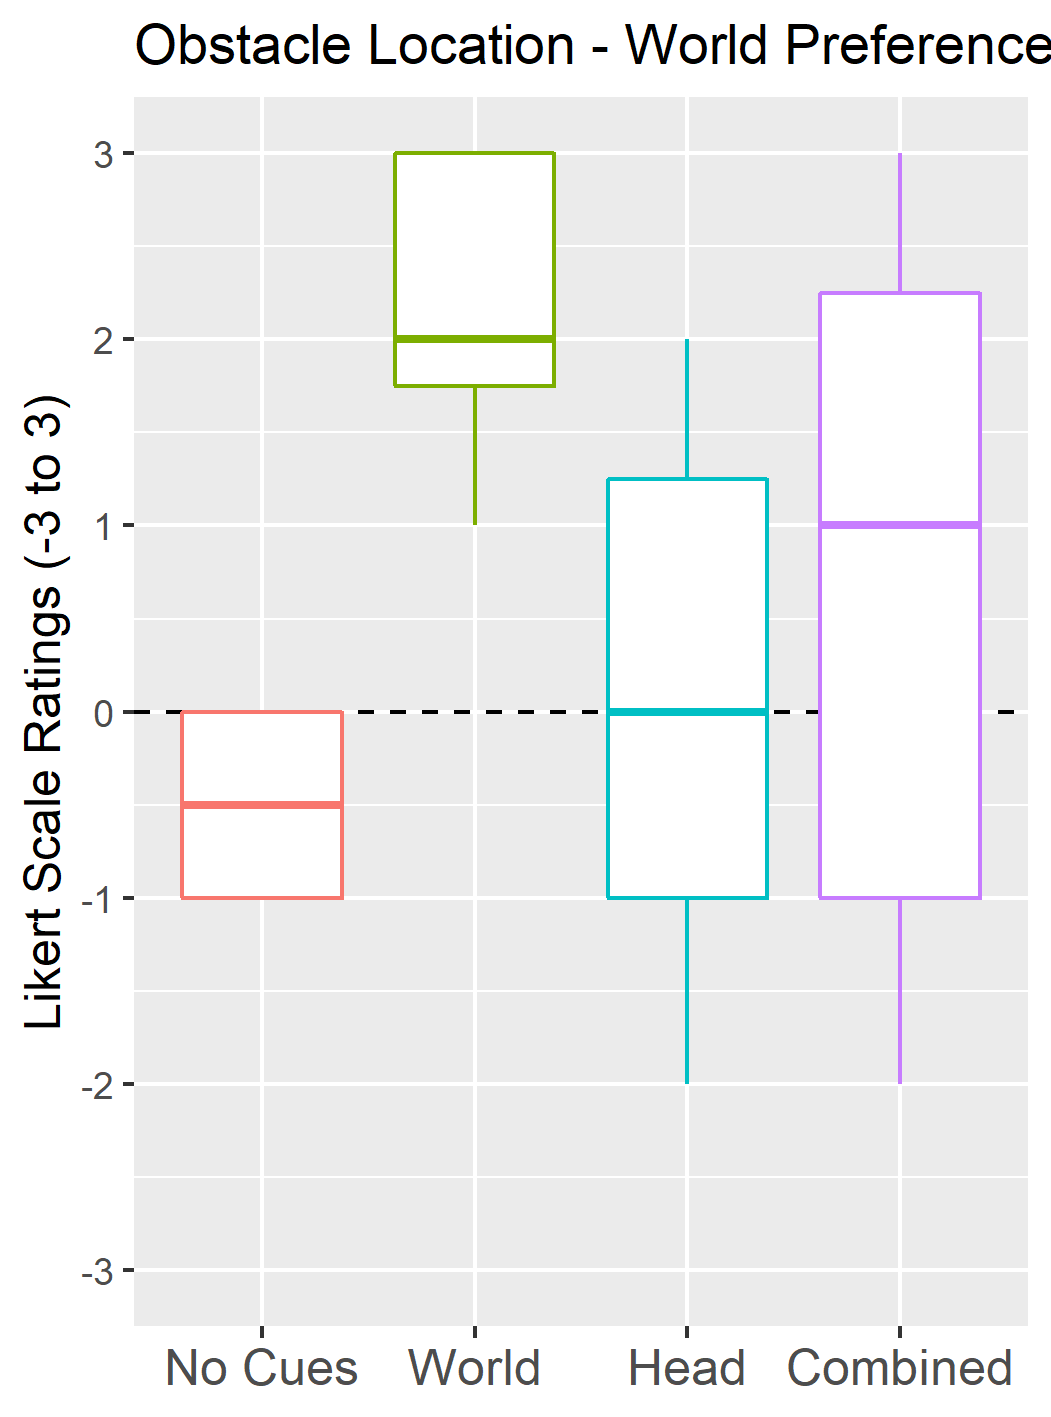 Obstacle Location - World Preference
Likert Scale Ratings (-3 to 3)
3
2
1
0
-1
-2
-3
No Cues World Head Combined